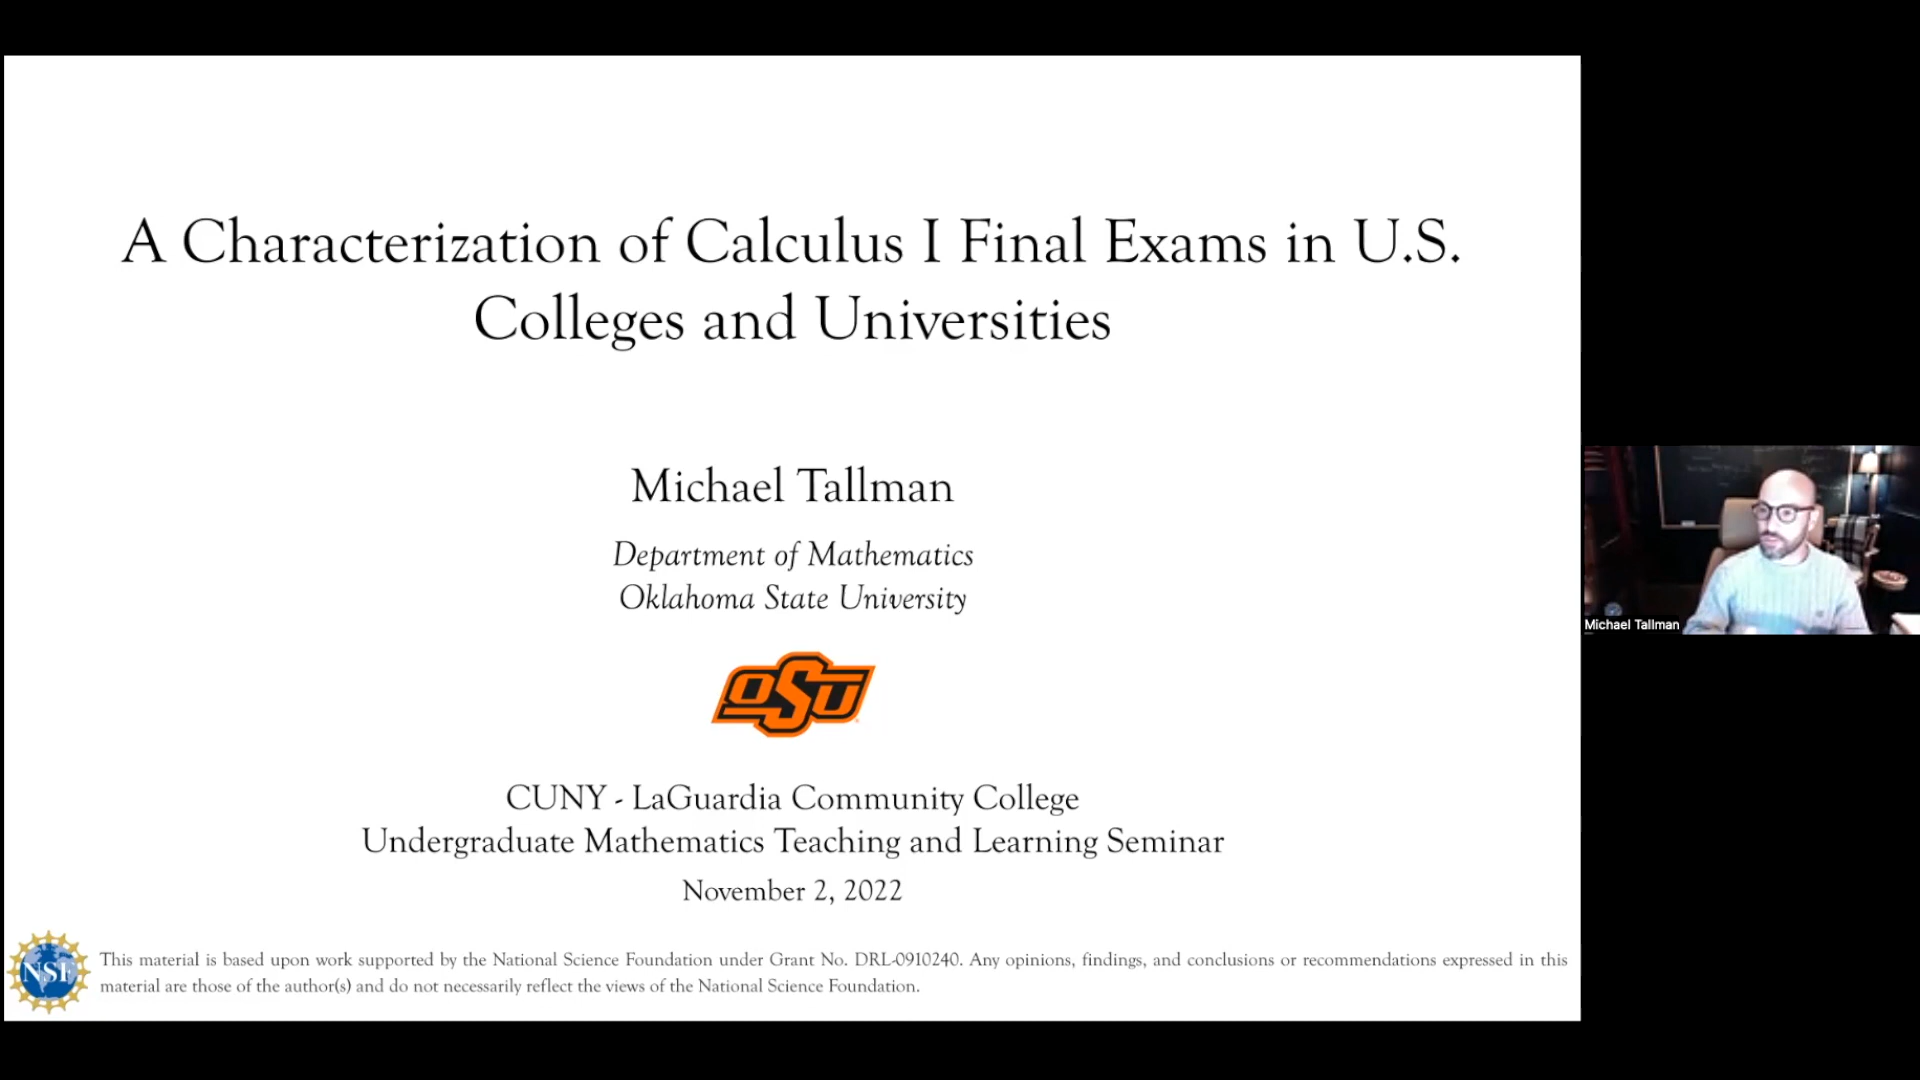 A Characterization of Calculus I Final Exams in U.S.
Colleges and Universities
Michael Tallman
Department of Mathematics
Oklahoma State University
OSU
CUNY - LaGuardia Community College
Undergraduate Mathematics Teaching and Learning Seminar
November 2, 2022
NSF
This material is based upon work supported by the National Science Foundation under Grant No. DRL-0910240. Any opinions, findings, and conclusions or recommendations expressed in this
material are those of the author(s) and do not necessarily reflect the views of the National Science Foundation.
Michael Tallman